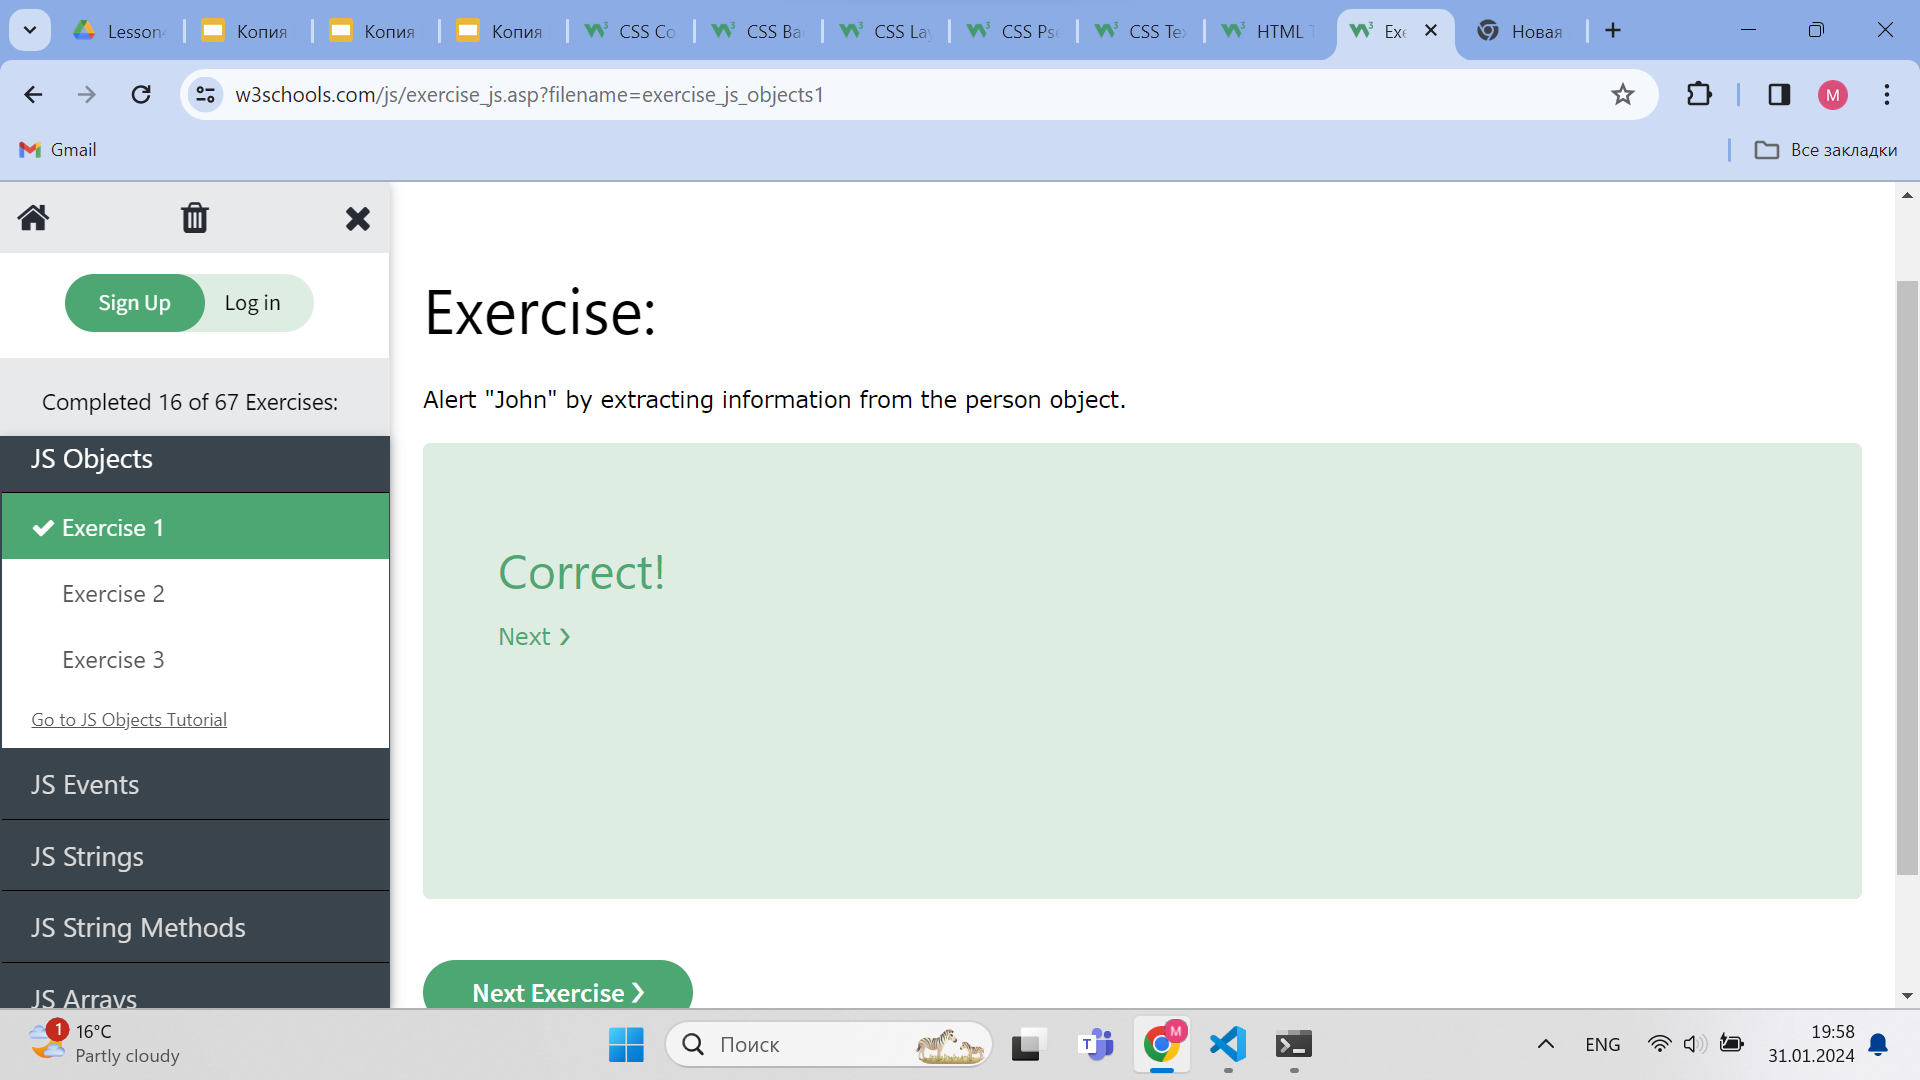 Lesson
Копия
Копия
Копия
CSS Co
CSS Ba
CSS Lay
CSS Pse
CSS Tex
HTML
Exe
Новая
w3schools.com/js/exercise_js.asp?filename=exercise_js_objects1
M
Gmail
Все закладки
Sign Up
Log in
Completed 16 of 67 Exercises:
JS Objects
Exercise 1
Exercise 2
Exercise 3
Go to JS Objects Tutorial
JS Events
JS Strings
JS String Methods
JS Arrays
Exercise:
Alert "John" by extracting information from the person object.
Correct!
Next ❯
Next Exercise ❯
1
16°C
Partly cloudy
Поиск
T
M
ENG
19:58
31.01.2024